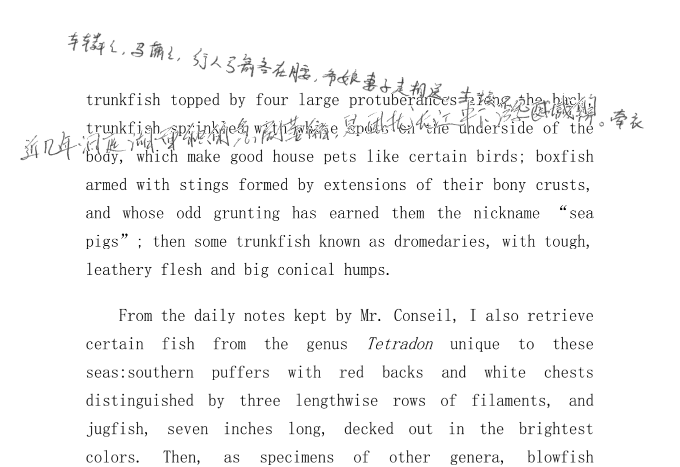 车辚辚，马萧萧，行人弓箭各在腰。爷娘妻子走相送
trunkfish topped by four large protuberances the back;
牵衣
trunkfish sprinkled with white spots on the underside of the
近几年
body, which make good house pets like certain birds; boxfish
armed with stings formed by extensions of their bony crusts,
and whose odd grunting has earned them the nickname “sea
pigs”; then some trunkfish known as dromedaries, with tough,
leathery flesh and big conical humps.
From the daily notes kept by Mr. Conseil, I also retrieve
certain fish from the genus Tetradon unique to these
seas:southern puffers with red backs and white chests
distinguished by three lengthwise rows of filaments, and
jugfish, seven inches long, decked out in the brightest
colors. Then, as specimens of other genera, blowfish